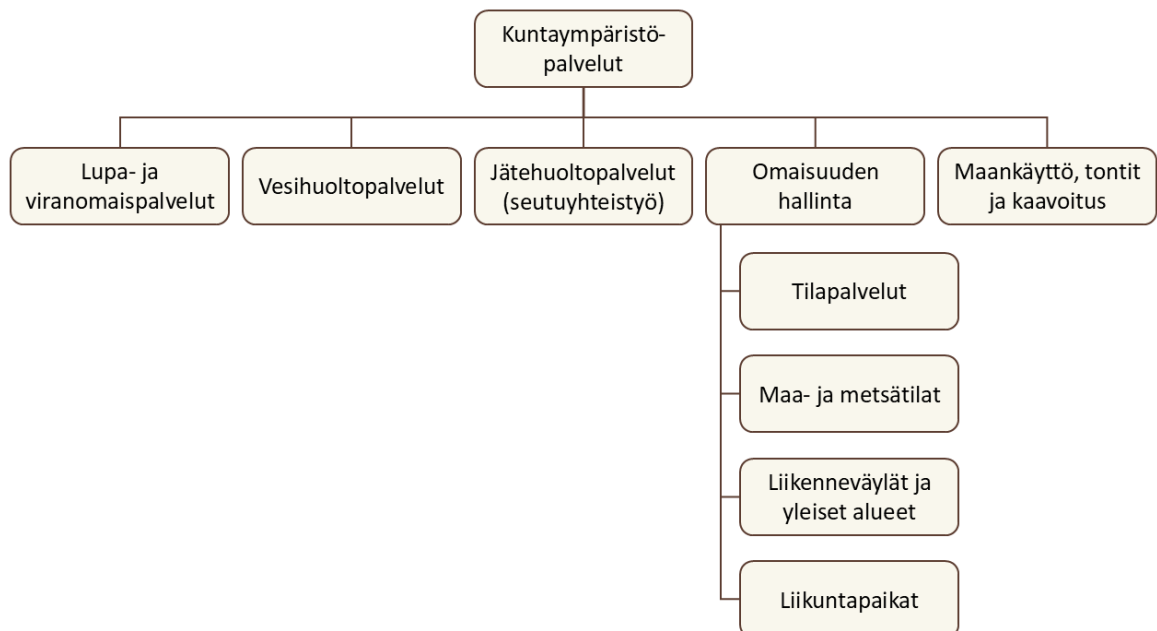 Kuntaympäristö-
palvelut
Lupa- ja
viranomaispalvelut
Vesihuoltopalvelut
Jätehuoltopalvelut
(seutuyhteistyö)
Omaisuuden
hallinta
Maankäyttö, tontit
ja kaavoitus
Tilapalvelut
Maa- ja metsätilat
Liikenneväylät ja
yleiset alueet
Liikuntapaikat